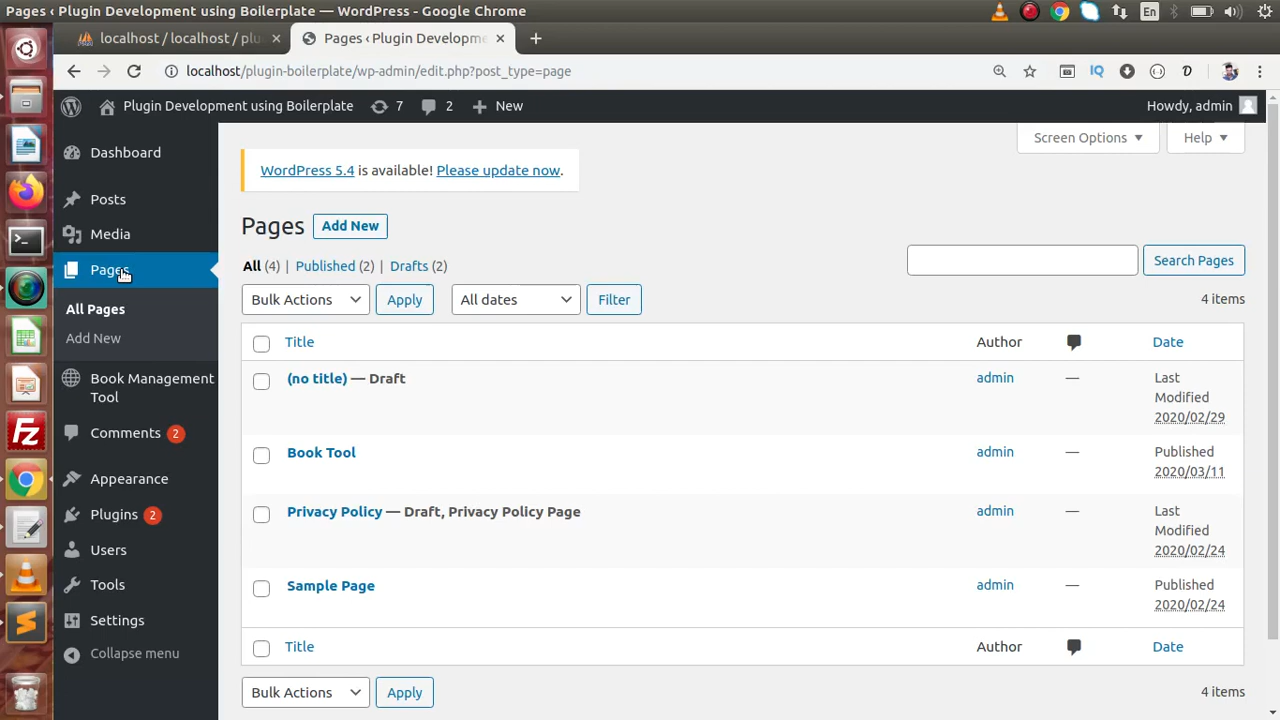 Pages ‹ Plugin Development using Boilerplate — WordPress - Google Chrome
En
localhost / localhost / plu
Pages ‹ Plugin Developme
localhost/plugin-boilerplate/wp-admin/edit.php?post_type=page
IQ
Plugin Development using Boilerplate 7 2 New
Howdy, admin
Dashboard
Posts
Media
Pages
All Pages
Add New
Book Management
Tool
Comments 2
Appearance
Plugins 2
Users
Tools
Settings
Collapse menu
Screen Options
Help
WordPress 5.4 is available! Please update now.
Pages Add New
All (4) | Published (2) | Drafts (2)
Search Pages
Bulk Actions Apply All dates Filter
4 items
Title Author Date
(no title) — Draft admin — Last
Modified
2020/02/29
Book Tool admin — Published
2020/03/11
Privacy Policy — Draft, Privacy Policy Page admin — Last
Modified
2020/02/24
Sample Page admin — Published
2020/02/24
Title Author Date
Bulk Actions Apply
4 items